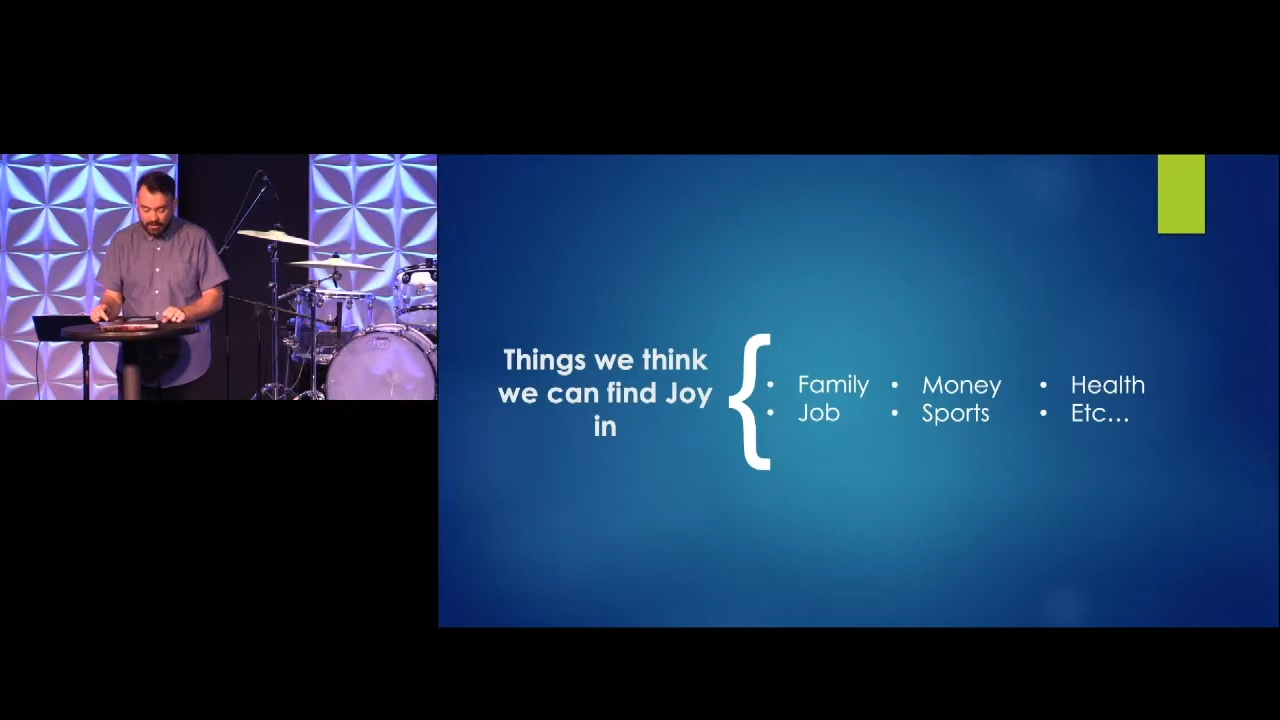 Things we think
we can find Joy
in
{
• Family • Money • Health
• Job • Sports • Etc…